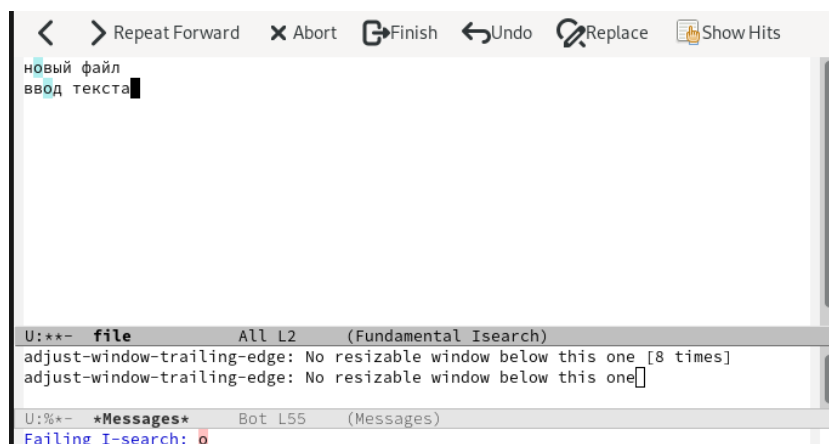 Repeat Forward Abort Finish Undo Replace Show Hits
новый файл
ввод текста
U:**- file All L2 (Fundamental Isearch)
adjust-window-trailing-edge: No resizable window below this one [8 times]
adjust-window-trailing-edge: No resizable window below this one
U:%*- *Messages* Bot L55 (Messages)
Failing I-search: о